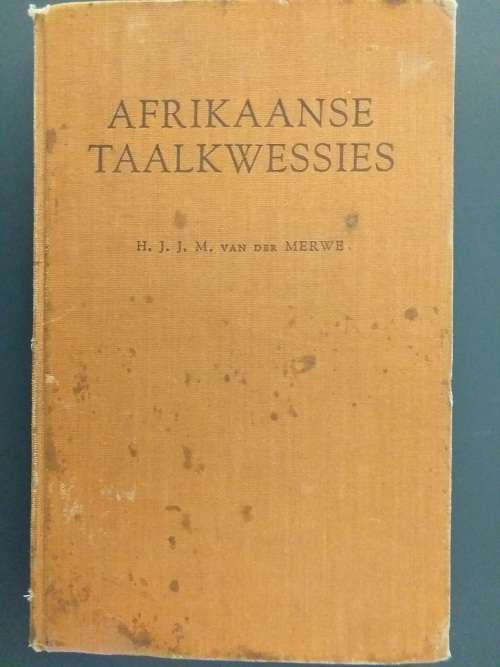 AFRIKAANSE
TAALKWESSIES
H. J. J. M. VAN DER MERWE